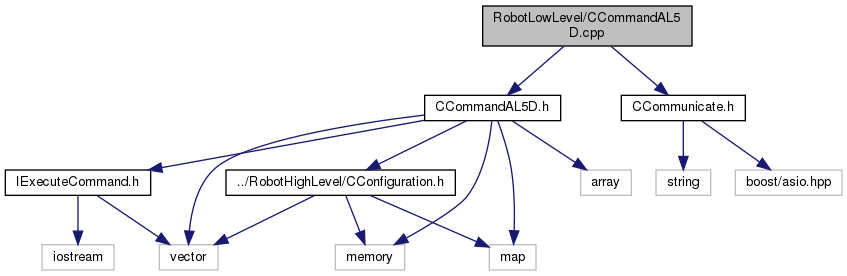 RobotLowLevel/CCommandAL5
D.cpp
CCommandAL5D.h
CCommunicate.h
IExecuteCommand.h
../RobotHighLevel/CConfiguration.h
array
string
boost/asio.hpp
iostream
vector
memory
map